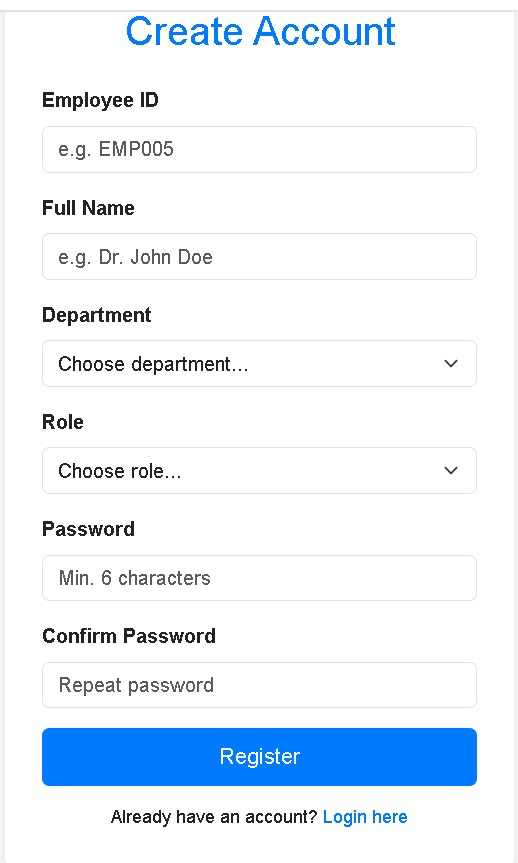 Create Account
Employee ID
e.g. EMP005
Full Name
e.g. Dr. John Doe
Department
Choose department...
Role
Choose role...
Password
Min. 6 characters
Confirm Password
Repeat password
Register
Already have an account? Login here